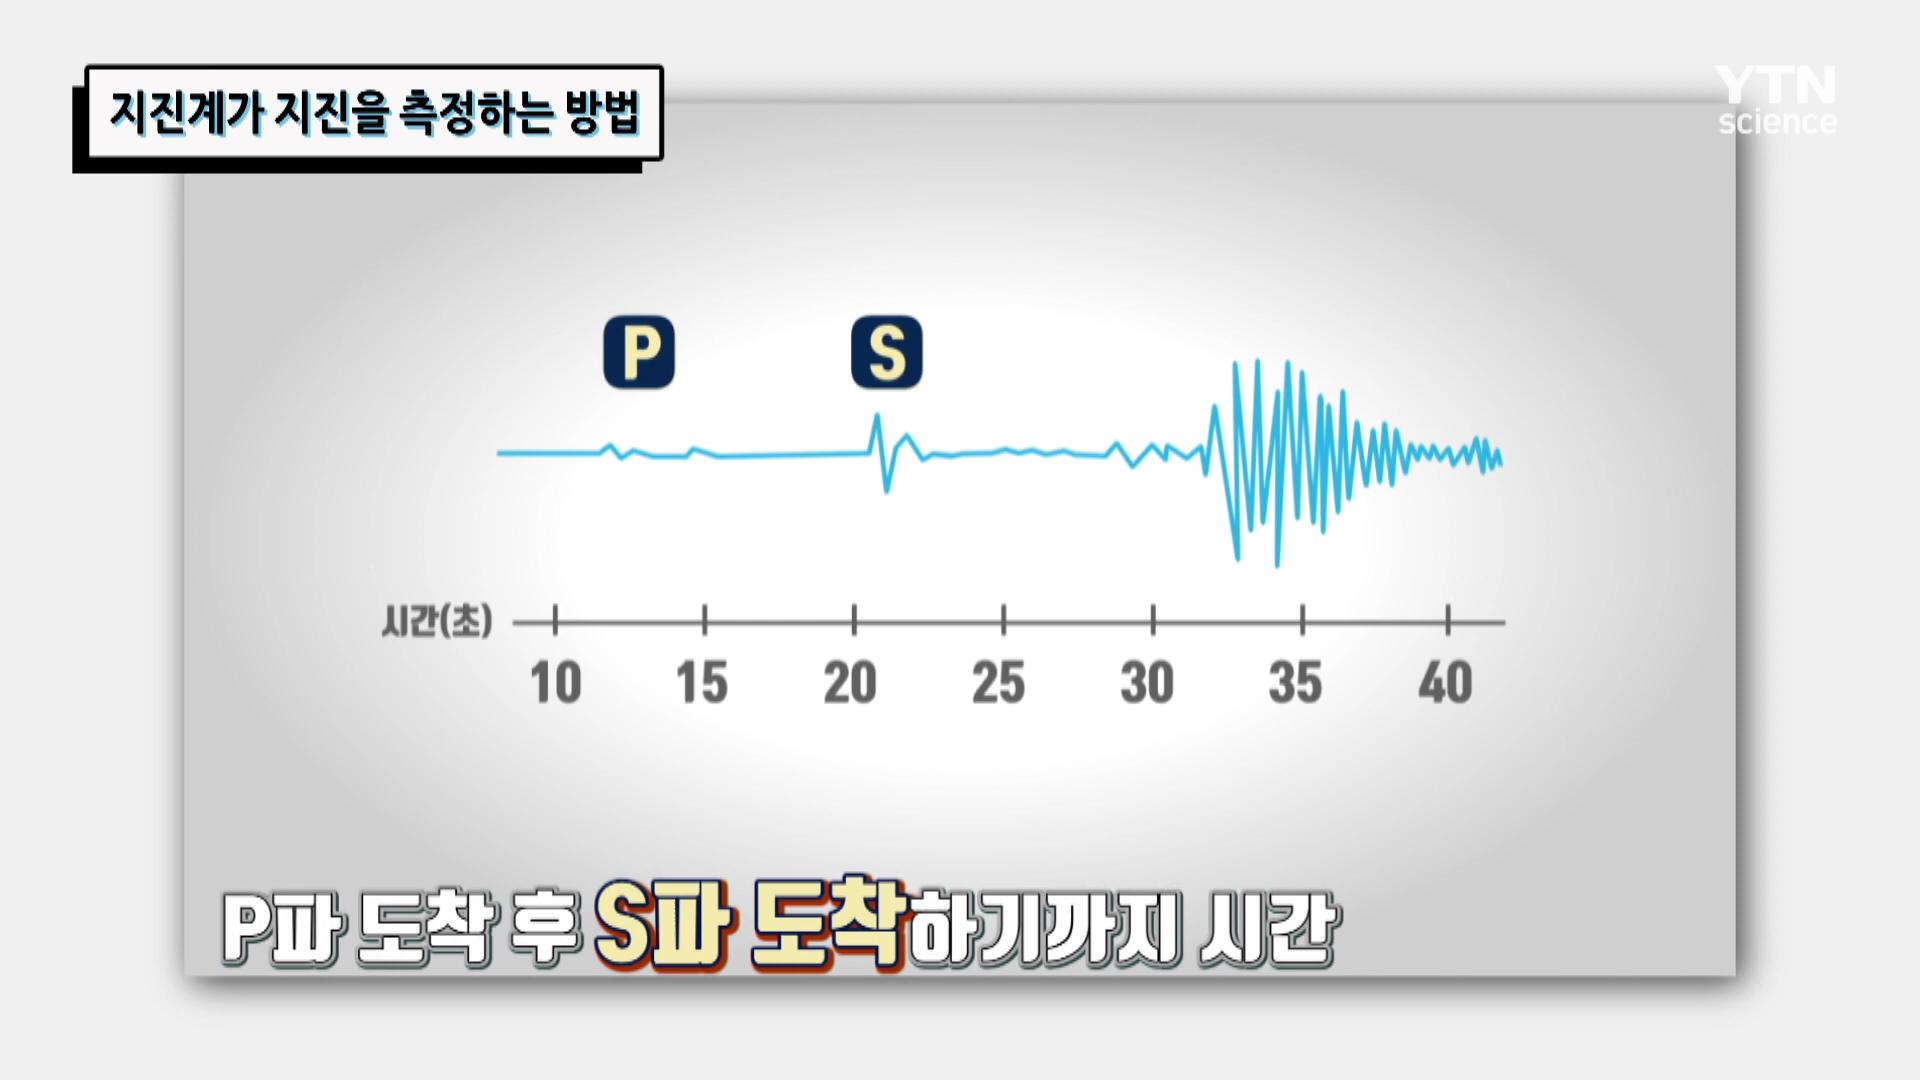 지진계가 지진을 측정하는 방법
YTN
science
P
S
시간(초)
10 15 20 25 30 35 40
P파 도착 후 S파 도착하기까지 시간